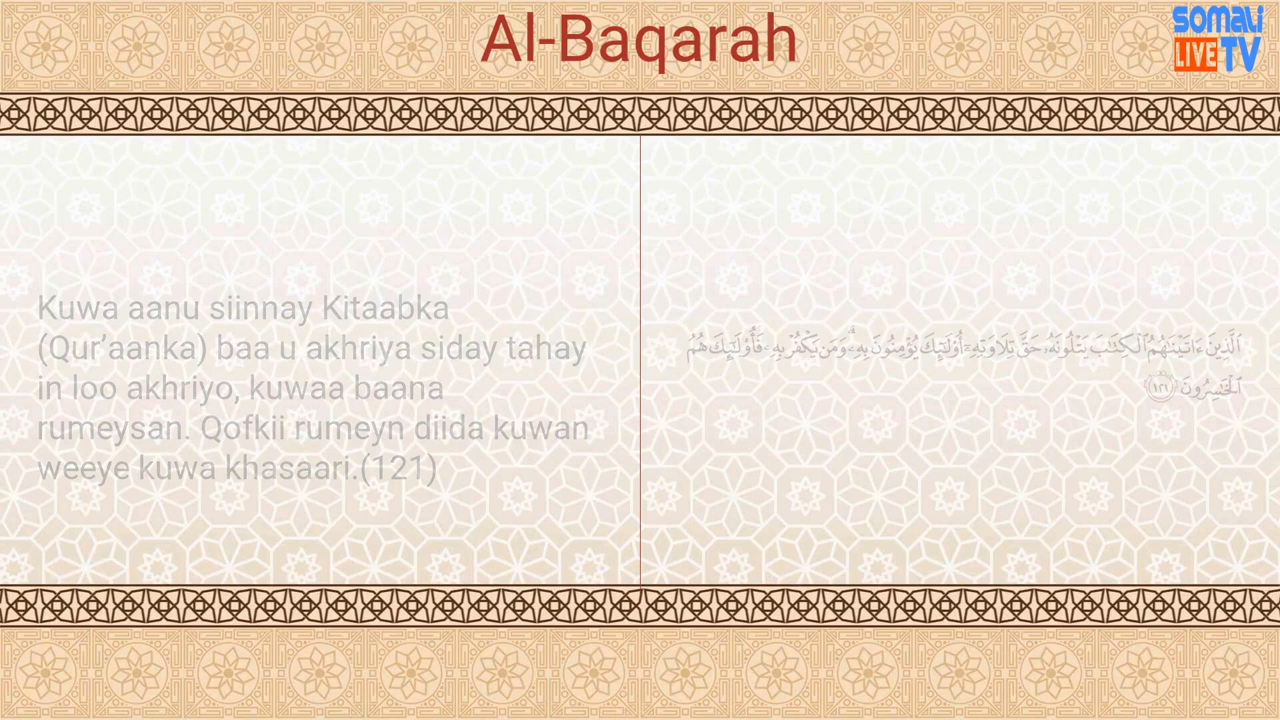 Al-Baqarah
SOMALI
LIVE TV
Kuwa aanu siinnay Kitaabka
(Qur’aanka) baa u akhriya siday tahay
in loo akhriyo, kuwaa baana
rumeysan. Qofkii rumeyn diida kuwan
weeye kuwa khasaari.(121)
ٱلَّذِينَ ءَاتَيْنَـٰهُمُ ٱلْكِتَـٰبَ يَتْلُونَهُۥ حَقَّ تِلَاوَتِهِۦٓ أُو۟لَـٰٓئِكَ يُؤْمِنُونَ بِهِۦ ۗ وَمَن يَكْفُرْ بِهِۦ فَأُو۟لَـٰٓئِكَ هُمُ
ٱلْخَـٰسِرُونَ ﴿١٢١﴾